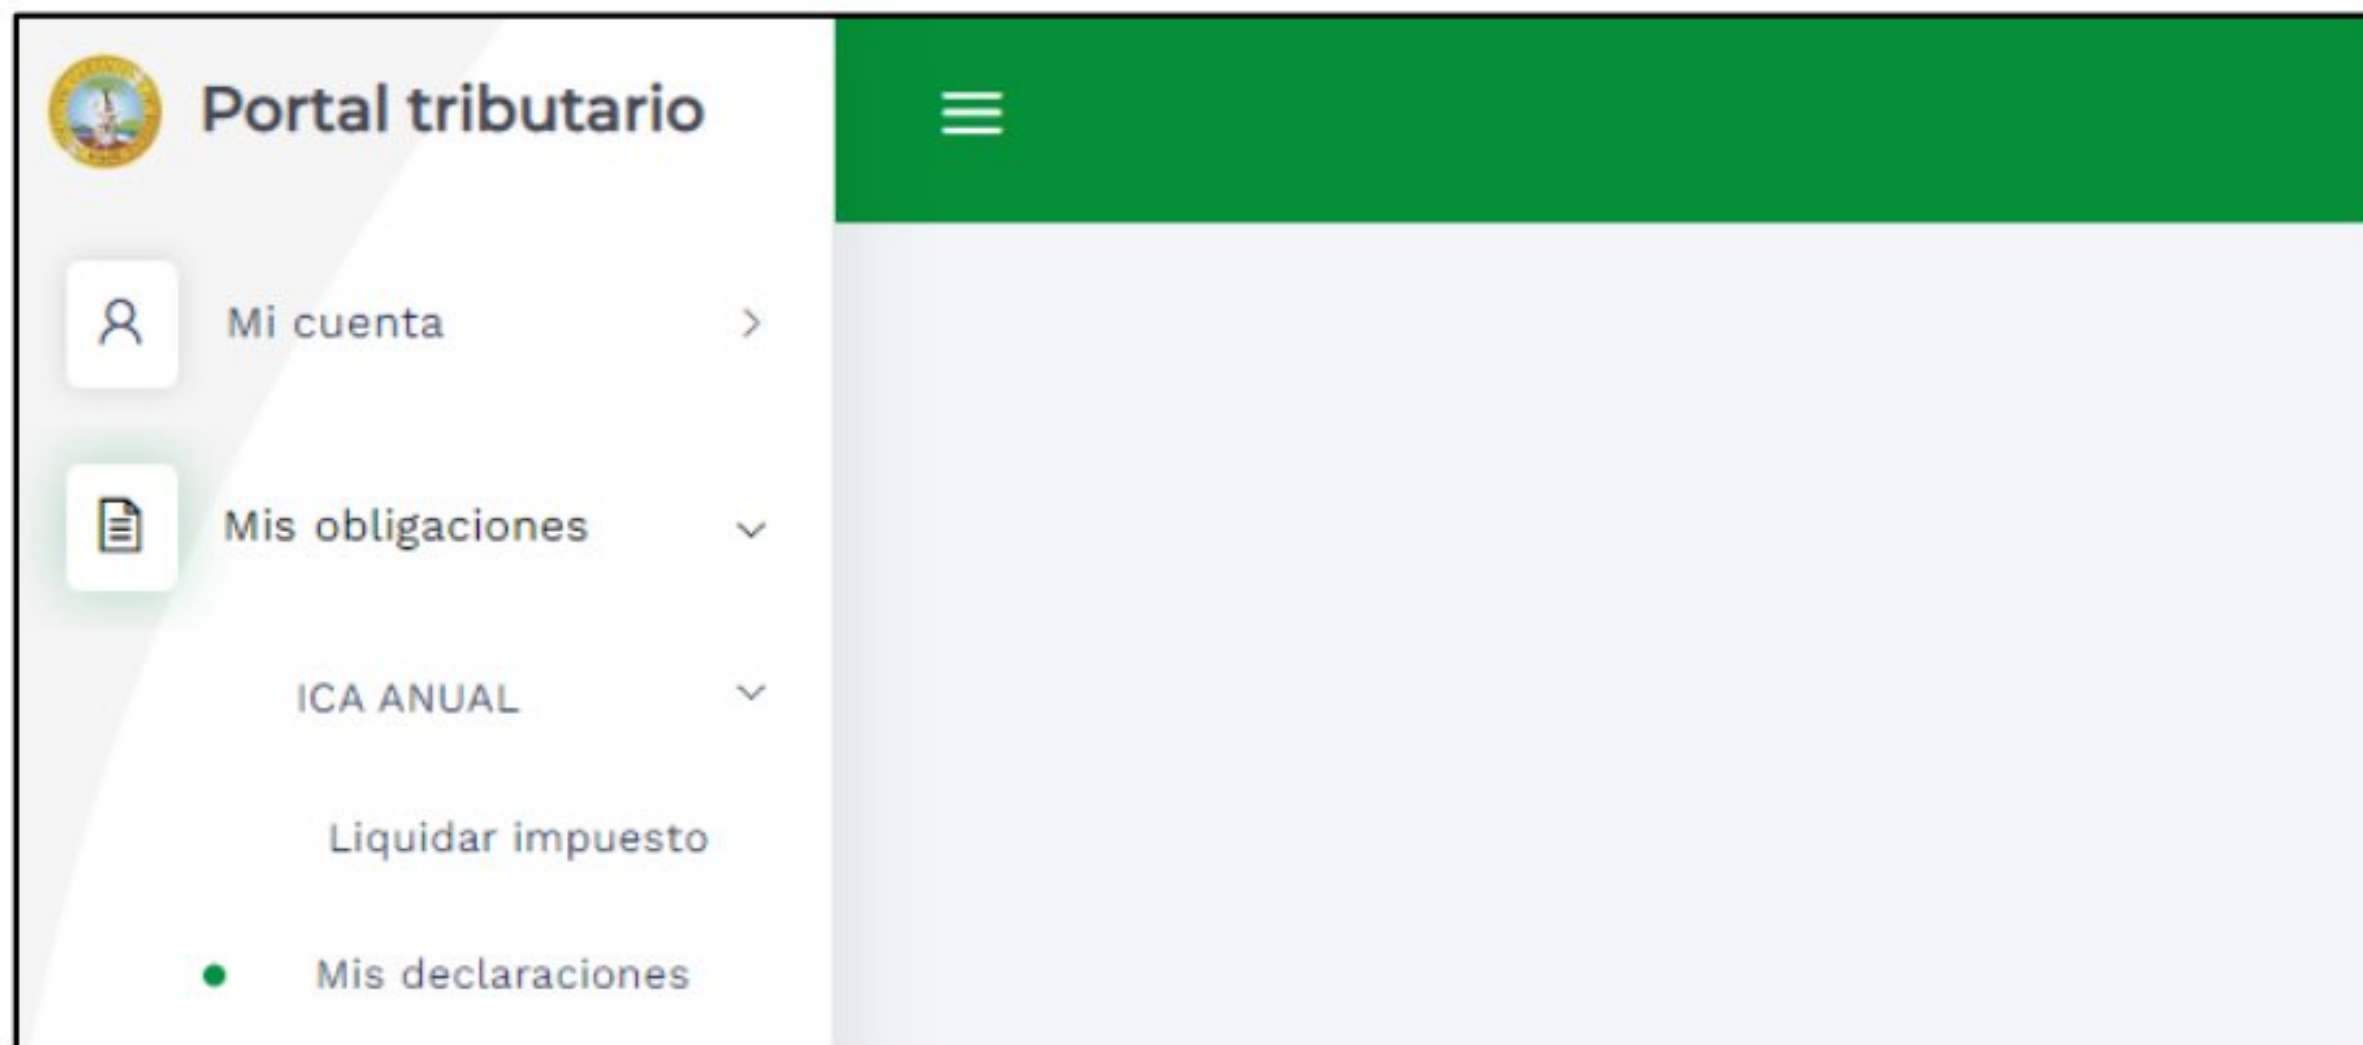 Portal tributario
Mi cuenta
Mis obligaciones
ICA ANUAL
Liquidar impuesto
Mis declaraciones